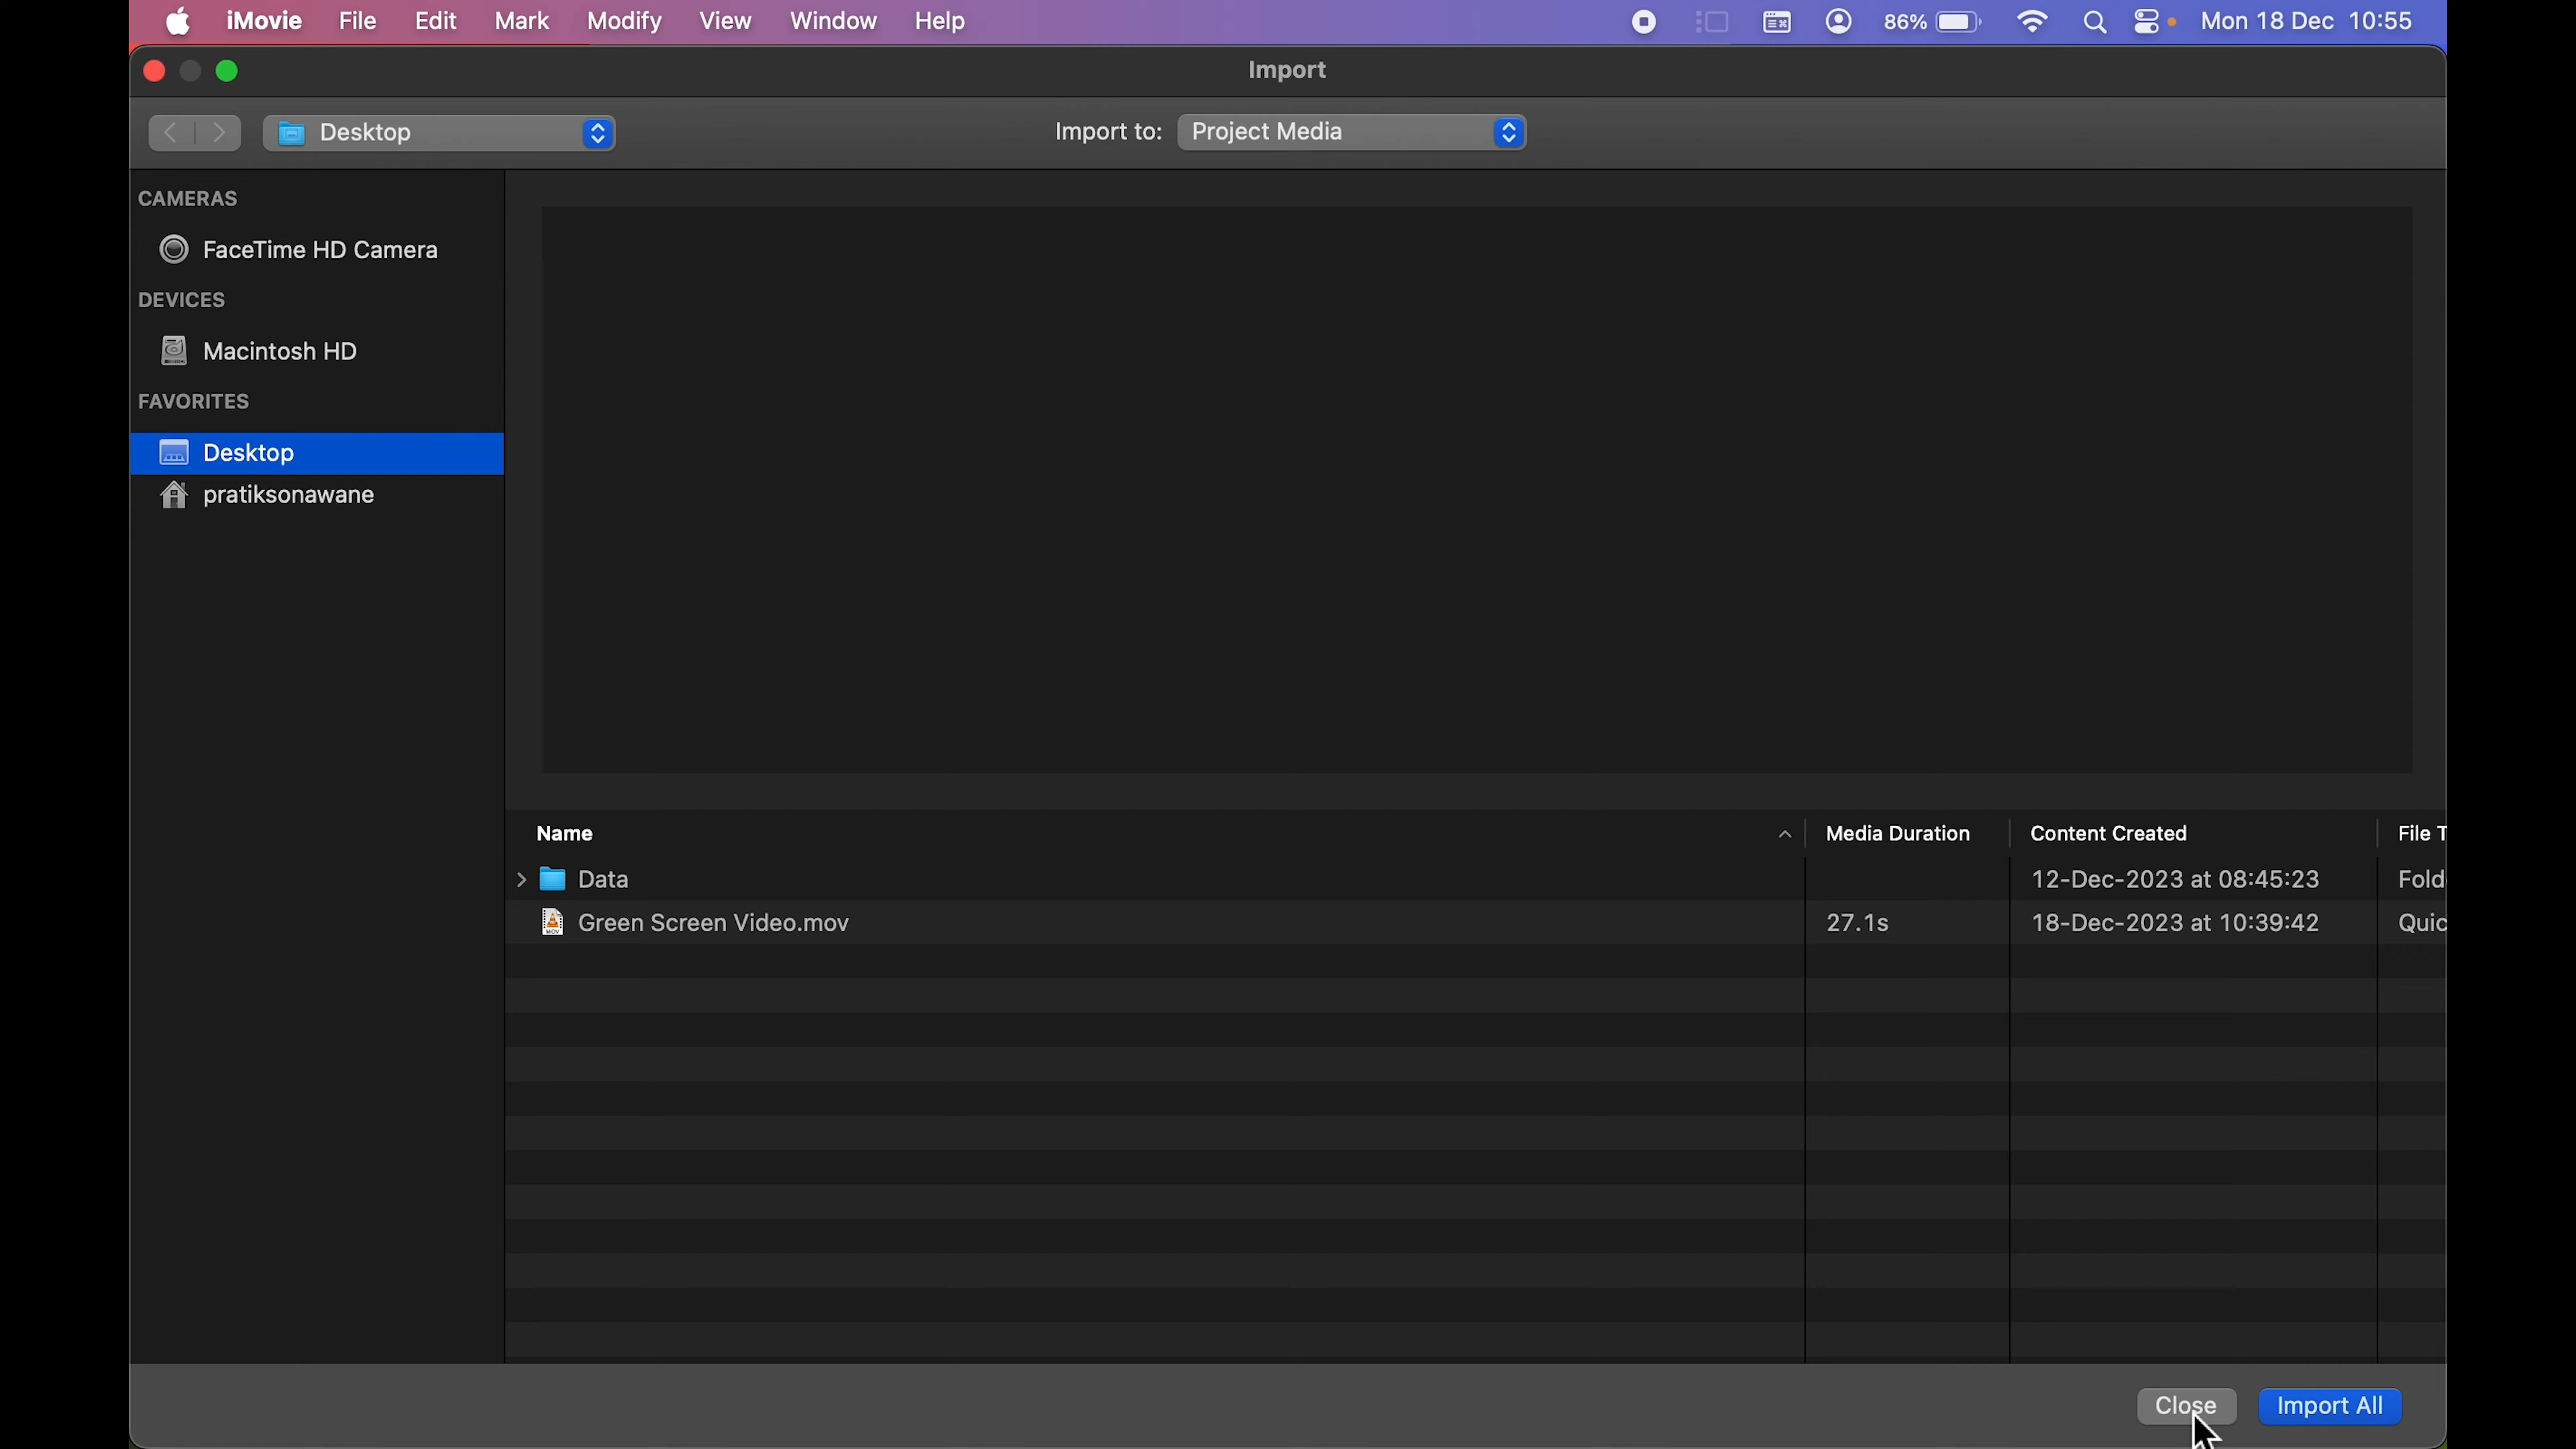 iMovie File Edit Mark Modify View Window Help 86% Mon 18 Dec 10:55
Import
Desktop Import to: Project Media
CAMERAS
FaceTime HD Camera
DEVICES
Macintosh HD
FAVORITES
Desktop
pratiksonawane
Name Media Duration Content Created File T
Data 12-Dec-2023 at 08:45:23 Fold
Green Screen Video.mov 27.1s 18-Dec-2023 at 10:39:42 Quic
Close Import All